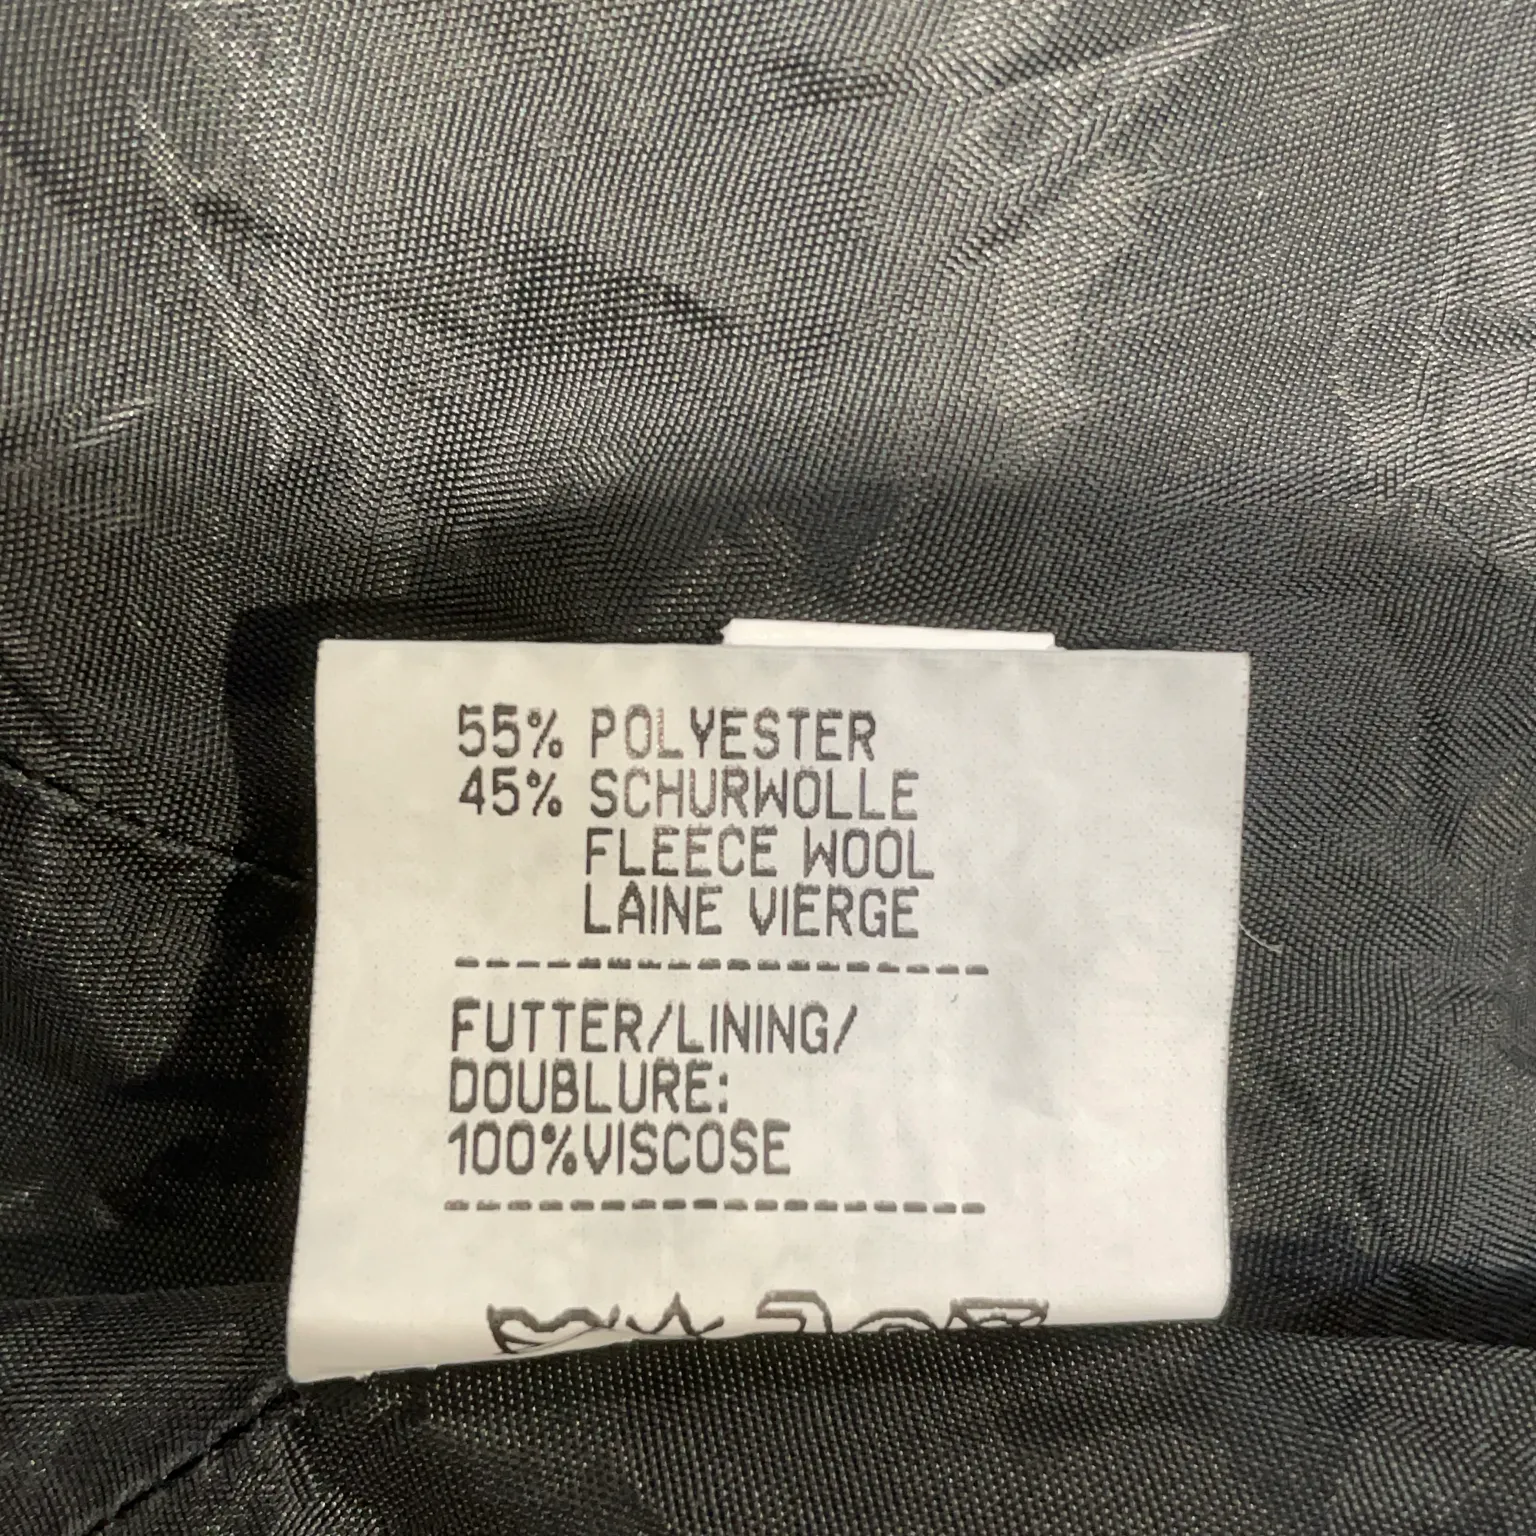 55% POLYESTER
45% SCHURWOLLE
FLEECE WOOL
LAINE VIERGE
-----------------
FUTTER/LINING/
DOUBLURE:
100%VISCOSE
-----------------